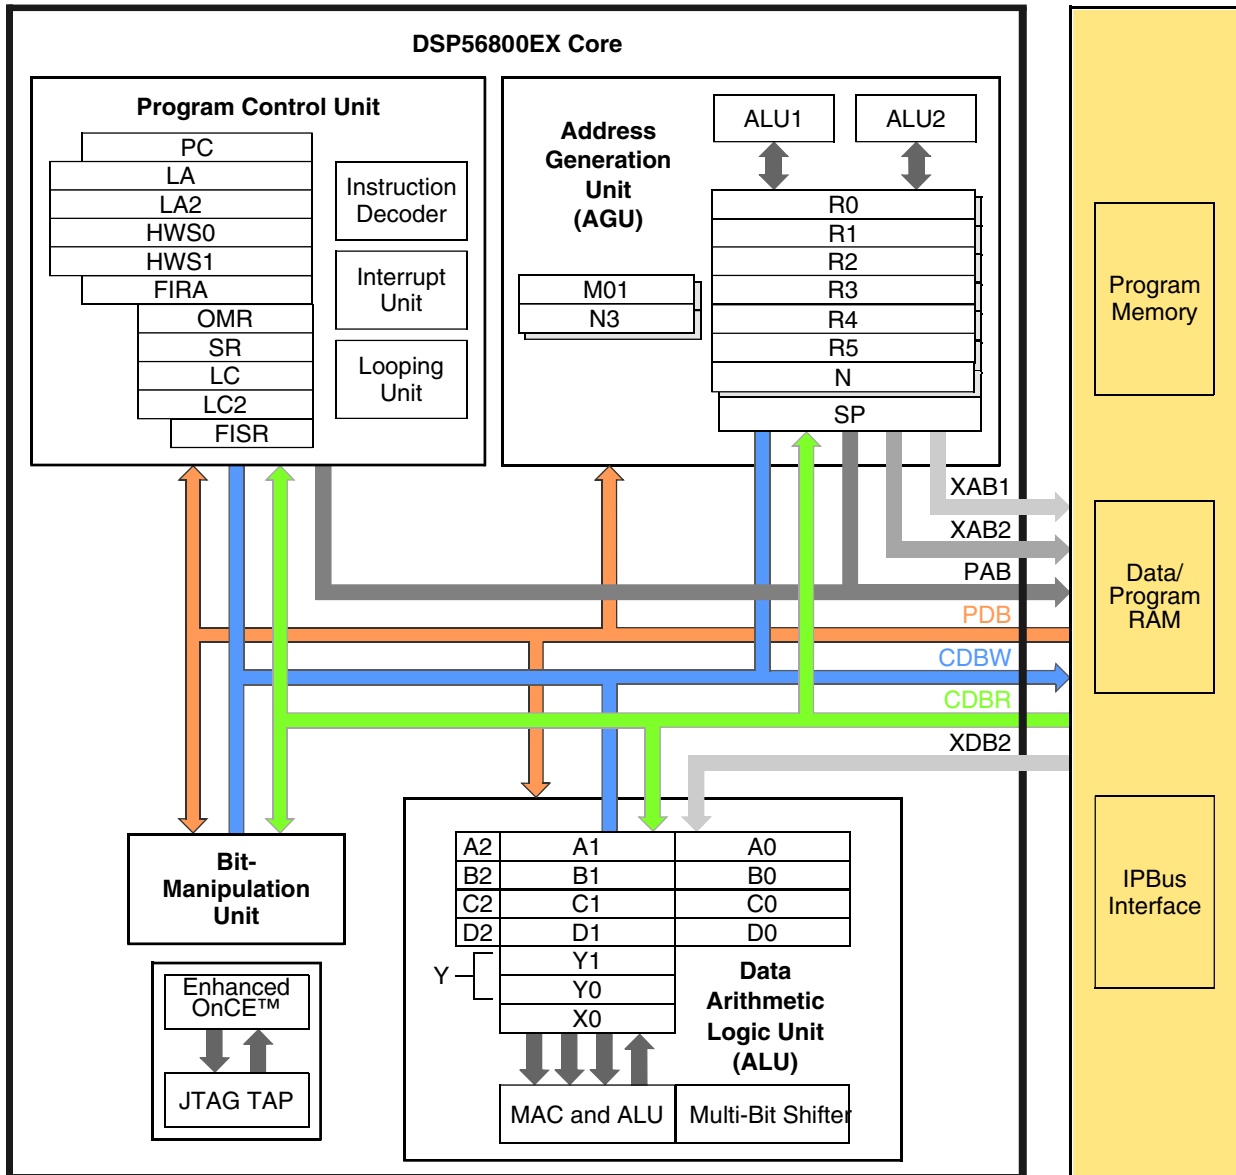 DSP56800EX Core
Program Control Unit
PC
LA
LA2
HWS0
HWS1
FIRA
OMR
SR
LC
LC2
FISR
Instruction
Decoder
Interrupt
Unit
Looping
Unit
Address
Generation
Unit
(AGU)
ALU1
ALU2
R0
R1
R2
R3
R4
R5
N
SP
M01
N3
XAB1
XAB2
PAB
PDB
CDBW
CDBR
XDB2
Program
Memory
Data/
Program
RAM
IPBus
Interface
Bit-
Manipulation
Unit
Enhanced
OnCE™
JTAG TAP
A2 A1 A0
B2 B1 B0
C2 C1 C0
D2 D1 D0
Y
Y1
Y0
X0
Data
Arithmetic
Logic Unit
(ALU)
MAC and ALU
Multi-Bit Shifter